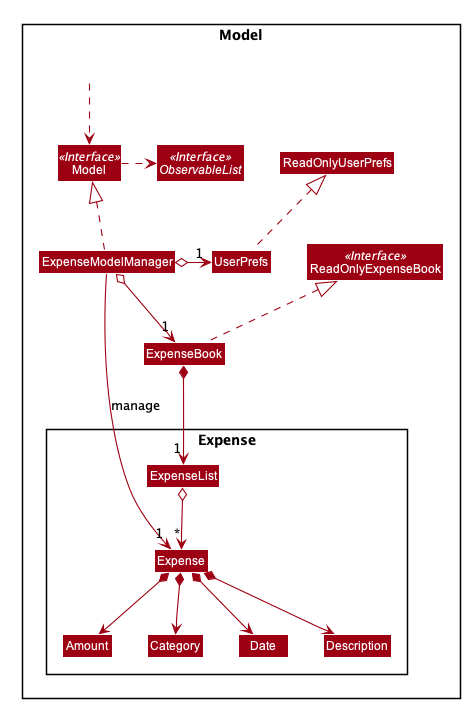 Model
«Interface»
Model
«Interface»
ObservableList
ReadOnlyUserPrefs
ExpenseModelManager
1
UserPrefs
«Interface»
ReadOnlyExpenseBook
1
ExpenseBook
manage
Expense
1
ExpenseList
1
*
Expense
Amount
Category
Date
Description